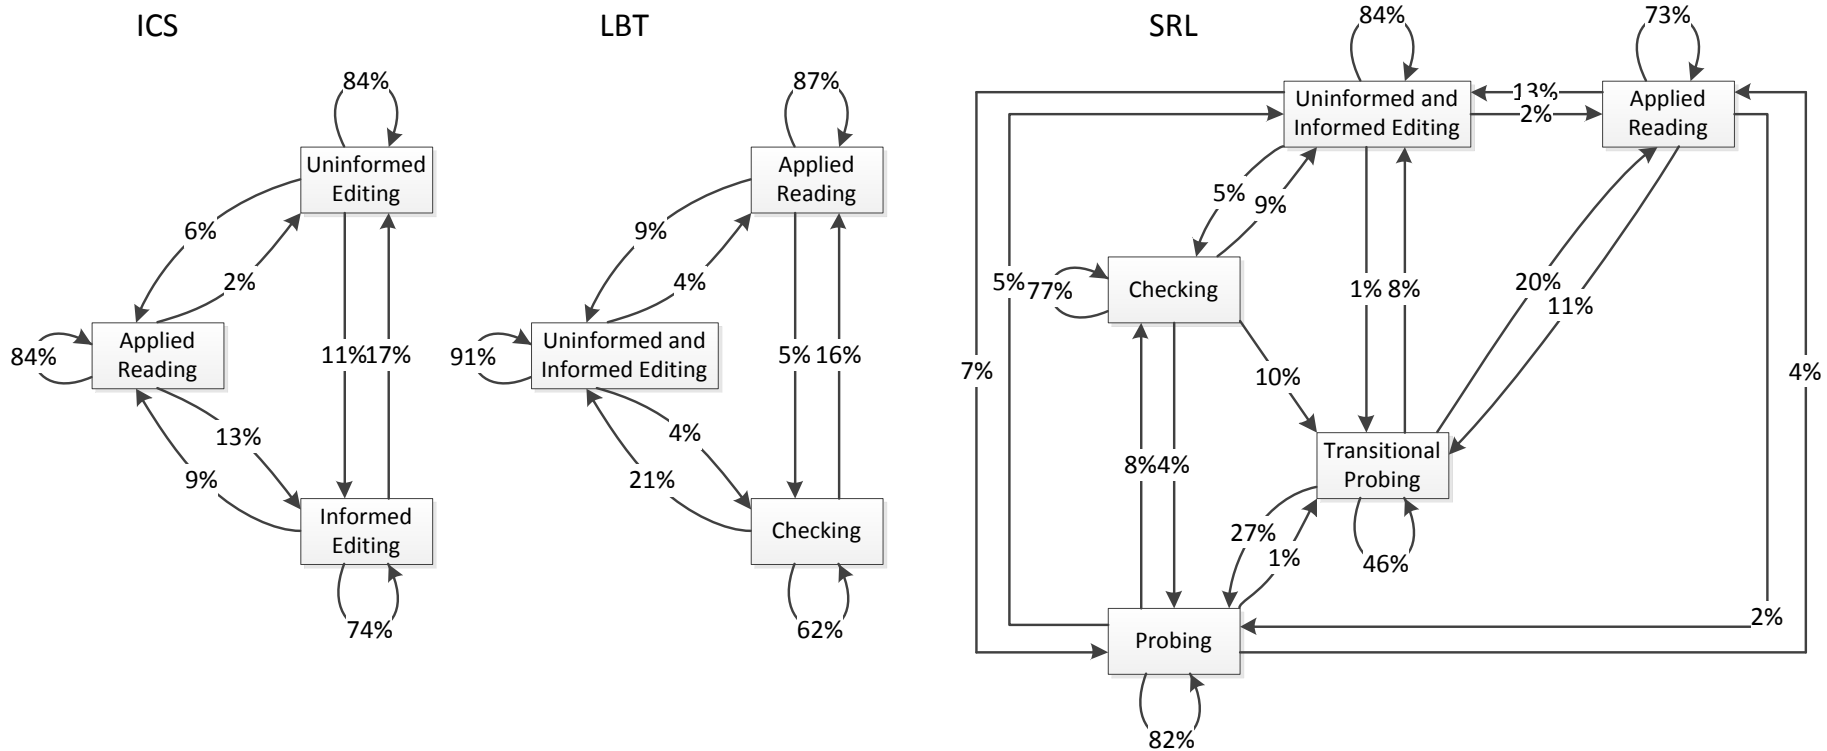 ICS
84%
Uninformed
Editing
6%
2%
84%
Applied
Reading
11%
17%
13%
9%
Informed
Editing
74%
LBT
87%
Applied
Reading
9%
4%
91%
Uninformed and
Informed Editing
5%
16%
4%
21%
Checking
62%
SRL
84%
73%
Uninformed and
Informed Editing
13%
2%
Applied
Reading
5%
9%
5%
77%
Checking
1%
8%
20%
11%
7%
10%
4%
8%
4%
Transitional
Probing
27%
1%
46%
2%
Probing
82%